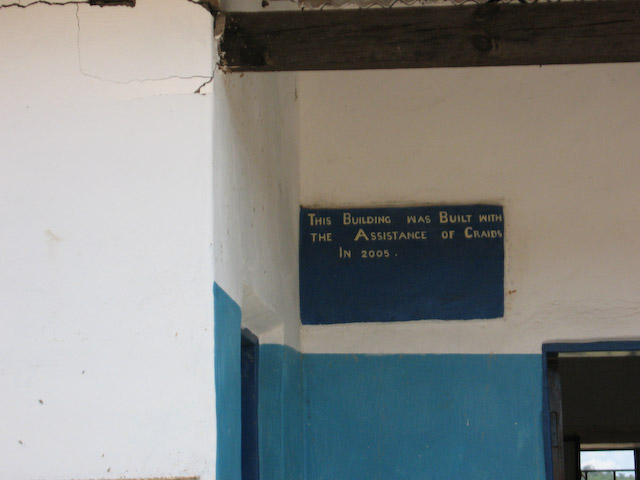 This Building was Built with
the Assistance of Craids
In 2005.